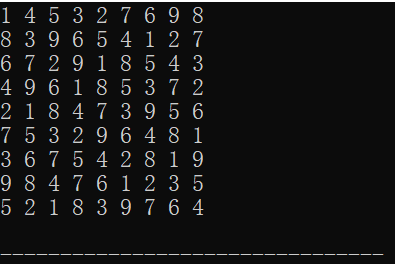 1 4 5 3 2 7 6 9 8
8 3 9 6 5 4 1 2 7
6 7 2 9 1 8 5 4 3
4 9 6 1 8 5 3 7 2
2 1 8 4 7 3 9 5 6
7 5 3 2 9 6 4 8 1
3 6 7 5 4 2 8 1 9
9 8 4 7 6 1 2 3 5
5 2 1 8 3 9 7 6 4
--------------------------------